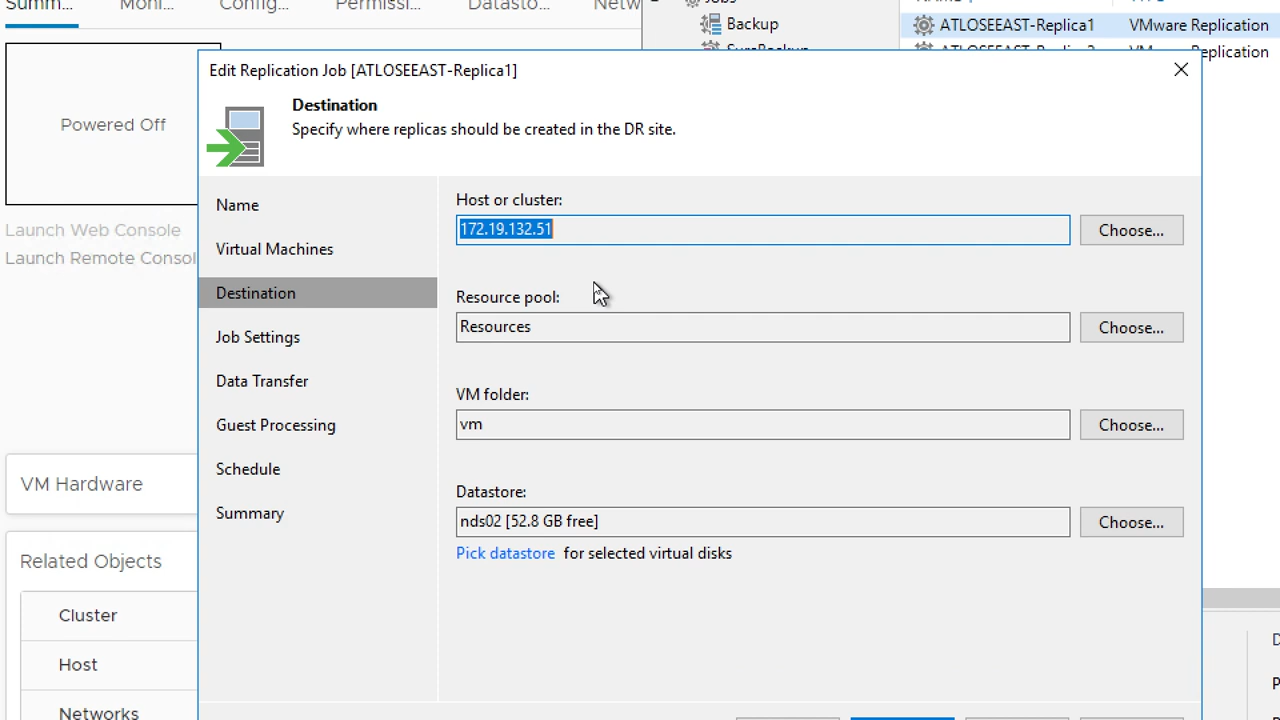 Summ...
Moni...
Config...
Permissi...
Datasto...
Netw
Jobs
Backup
SureBackup
ATLOSEEAST-Replica1 VMware Replication
Replication
Edit Replication Job [ATLOSEEAST-Replica1]
Destination
Specify where replicas should be created in the DR site.
Powered Off
Launch Web Console
Launch Remote Consol
VM Hardware
Related Objects
Cluster
Host
Networks
Name
Virtual Machines
Destination
Job Settings
Data Transfer
Guest Processing
Schedule
Summary
Host or cluster:
172.19.132.51
Choose...
Resource pool:
Resources
Choose...
VM folder:
vm
Choose...
Datastore:
nds02 [52.8 GB free]
Choose...
Pick datastore for selected virtual disks